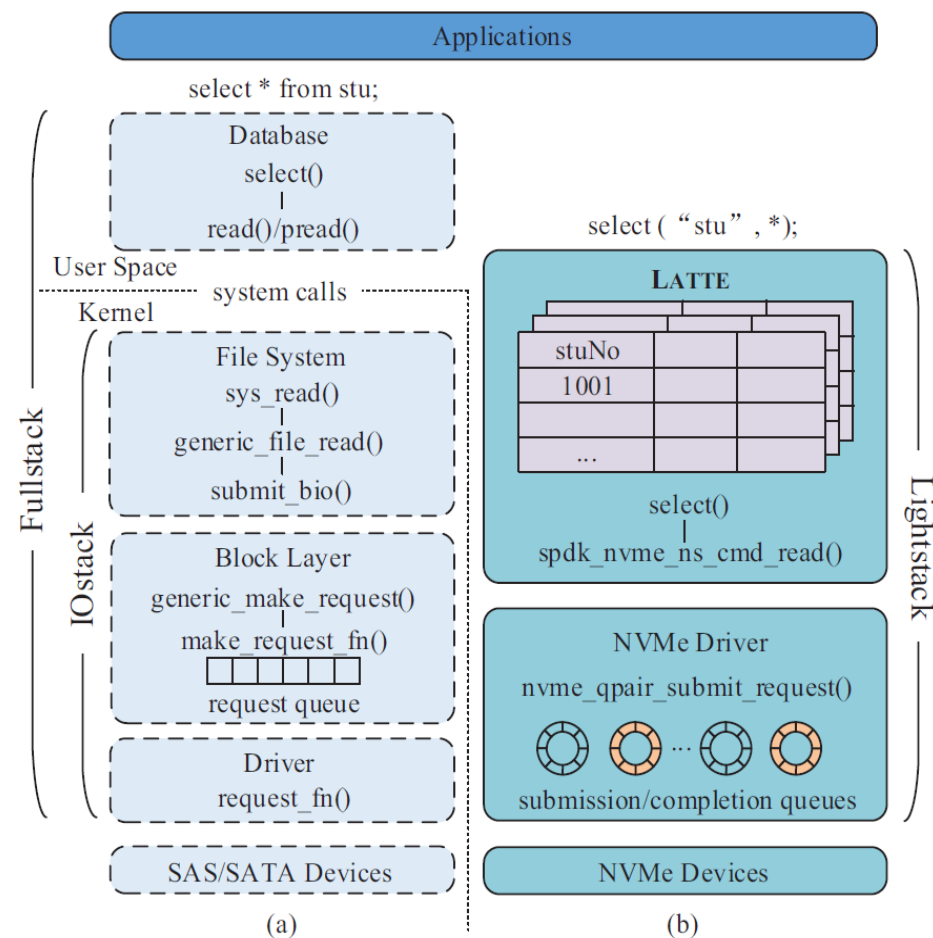 Applications
select * from stu;
Database
select()
read()/pread()
User Space
system calls
Kernel
File System
sys_read()
generic_file_read()
submit_bio()
Block Layer
generic_make_request()
make_request_fn()
request queue
Driver
request_fn()
SAS/SATA Devices
Fullstack
IOstack
(a)
select ( “stu” , *);
LATTE
stuNo
1001
...
select()
spdk_nvme_ns_cmd_read()
NVMe Driver
nvme_qpair_submit_request()
...
submission/completion queues
NVMe Devices
Lightstack
(b)